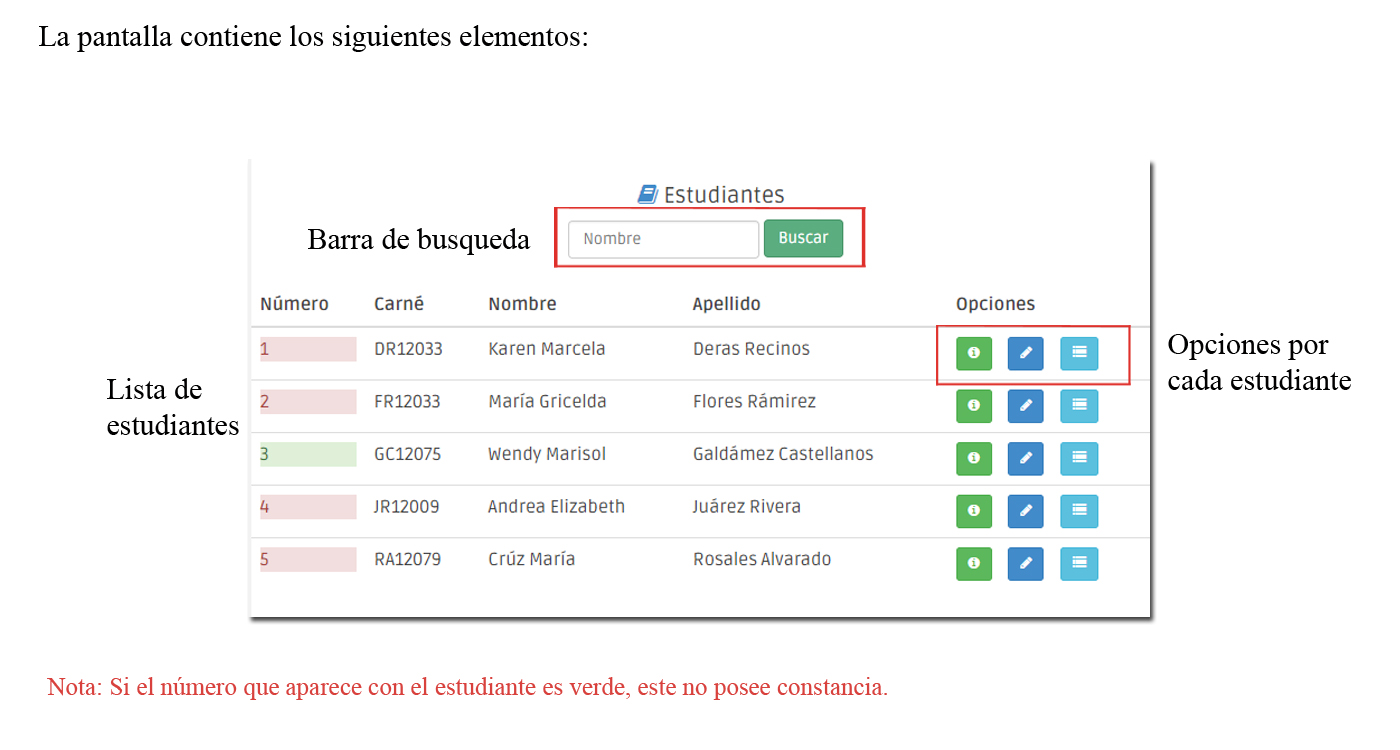 La pantalla contiene los siguientes elementos:
Estudiantes
Barra de busqueda
Nombre Buscar
Número Carné Nombre Apellido Opciones
1 DR12033 Karen Marcela Deras Recinos
2 FR12033 María Gricelda Flores Rámirez
3 GC12075 Wendy Marisol Galdámez Castellanos
4 JR12009 Andrea Elizabeth Juárez Rivera
5 RA12079 Crúz María Rosales Alvarado
Lista de
estudiantes
Opciones por
cada estudiante
Nota: Si el número que aparece con el estudiante es verde, este no posee constancia.